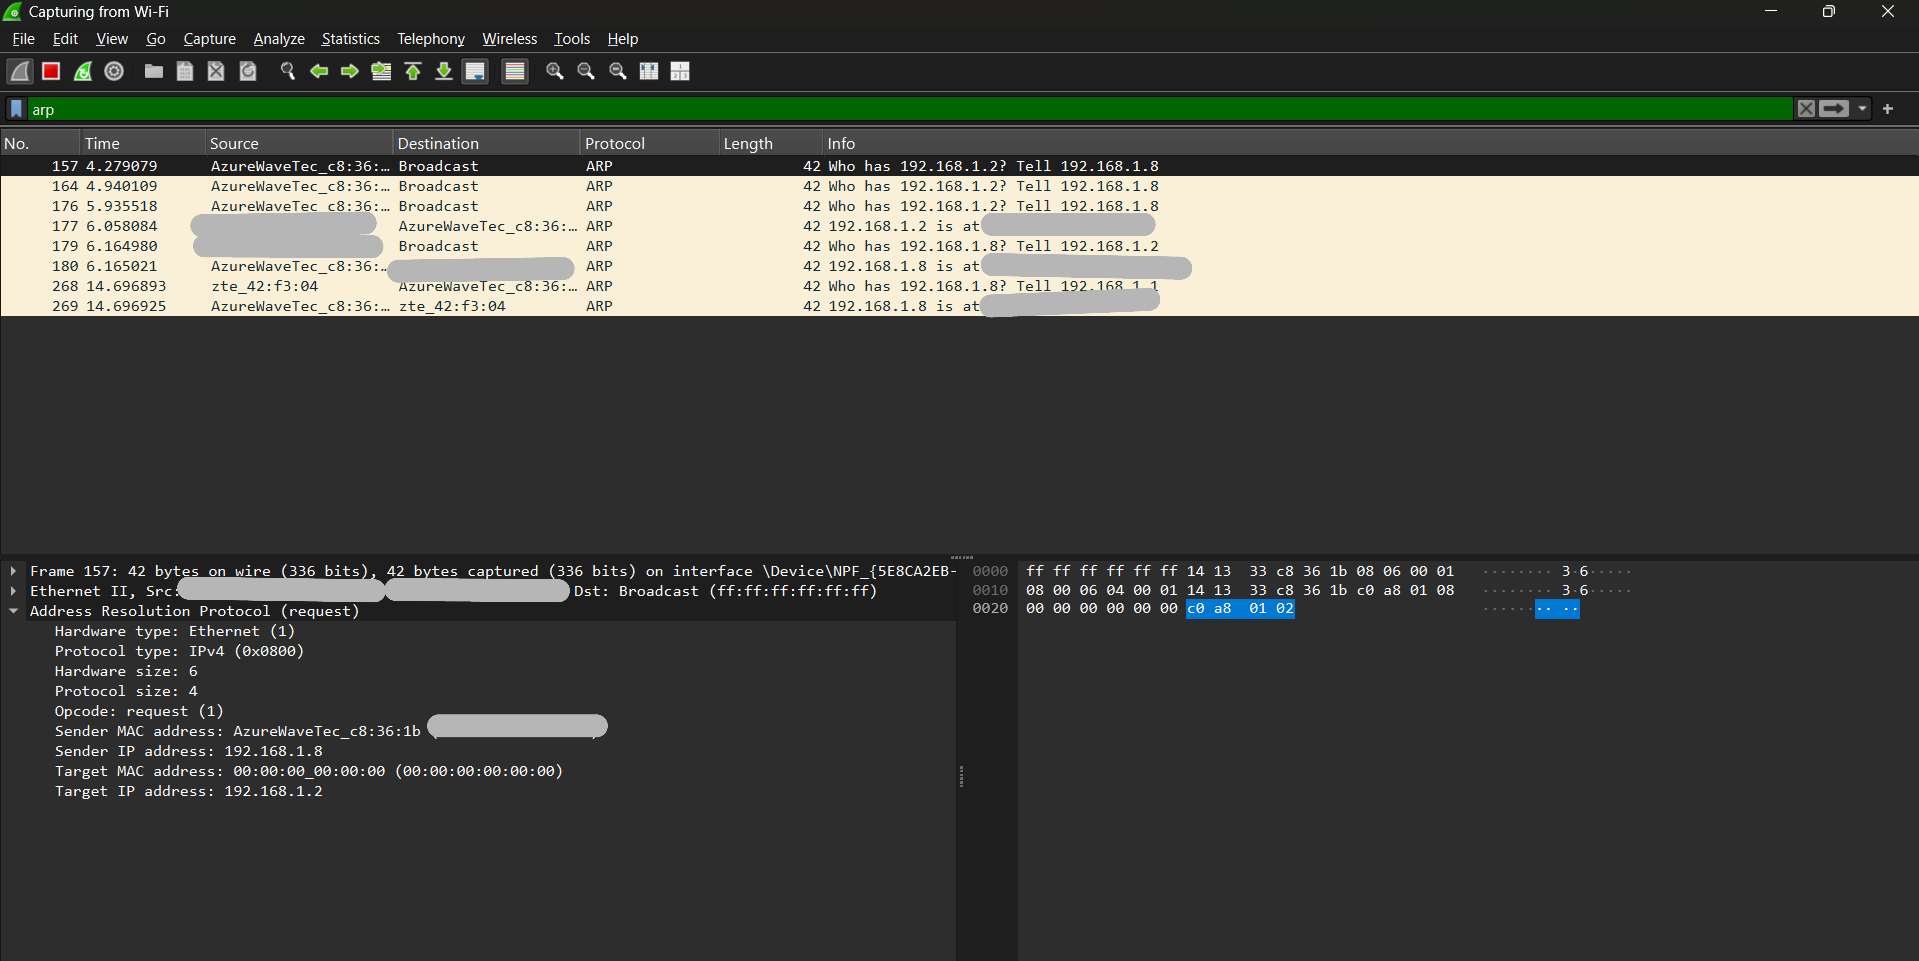 Capturing from Wi-Fi
File Edit View Go Capture Analyze Statistics Telephony Wireless Tools Help
arp
No. Time Source Destination Protocol Length Info
157 4.279079 AzureWaveTec_c8:36:… Broadcast ARP 42 Who has 192.168.1.2? Tell 192.168.1.8
164 4.940109 AzureWaveTec_c8:36:… Broadcast ARP 42 Who has 192.168.1.2? Tell 192.168.1.8
176 5.935518 AzureWaveTec_c8:36:… Broadcast ARP 42 Who has 192.168.1.2? Tell 192.168.1.8
177 6.058084 AzureWaveTec_c8:36:… ARP 42 192.168.1.2 is at
179 6.164980 Broadcast ARP 42 Who has 192.168.1.8? Tell 192.168.1.2
180 6.165021 AzureWaveTec_c8:36:… ARP 42 192.168.1.8 is at
268 14.696893 zte_42:f3:04 AzureWaveTec_c8:36:… ARP 42 Who has 192.168.1.8? Tell 192.168.1.1
269 14.696925 AzureWaveTec_c8:36:… zte_42:f3:04 ARP 42 192.168.1.8 is at
Frame 157: 42 bytes on wire (336 bits), 42 bytes captured (336 bits) on interface \Device\NPF_{5E8CA2EB-
Ethernet II, Src: Dst: Broadcast (ff:ff:ff:ff:ff:ff)
Address Resolution Protocol (request)
Hardware type: Ethernet (1)
Protocol type: IPv4 (0x0800)
Hardware size: 6
Protocol size: 4
Opcode: request (1)
Sender MAC address: AzureWaveTec_c8:36:1b
Sender IP address: 192.168.1.8
Target MAC address: 00:00:00_00:00:00 (00:00:00:00:00:00)
Target IP address: 192.168.1.2
0000 ff ff ff ff ff ff 14 13 33 c8 36 1b 08 06 00 01 ········ 3·6·····
0010 08 00 06 04 00 01 14 13 33 c8 36 1b c0 a8 01 08 ········ 3·6·····
0020 00 00 00 00 00 00 c0 a8 01 02 ········ ··